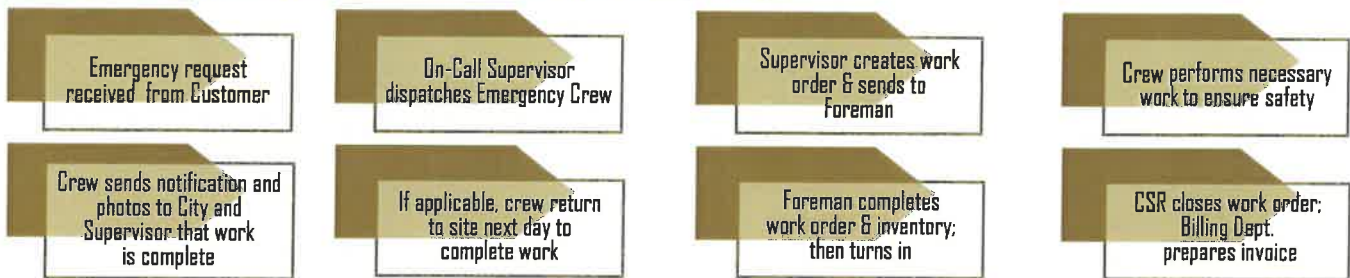 Emergency request
received from Customer
On-Call Supervisor
dispatches Emergency Crew
Supervisor creates work
order & sends to
Foreman
Crew performs necessary
work to ensure safety
Crew sends notification and
photos to City and
Supervisor that work
is complete
If applicable, crew return
to site next day to
complete work
Foreman completes
work order & inventory;
then turns in
CSR closes work order;
Billing Dept.
prepares invoice